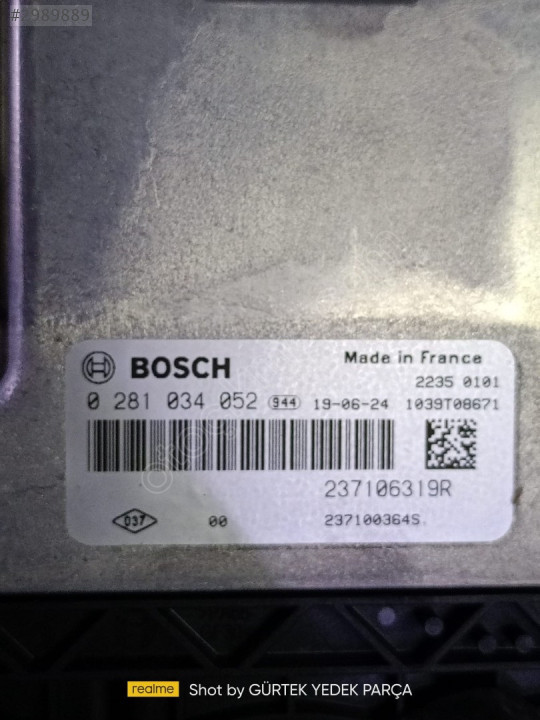 #1989889
BOSCH
Made in France
2235 0101
0 281 034 052 944 19-06-24 1039T08671
237106319R
037 00 237100364S
realme Shot by GÜRTEK YEDEK PARÇA